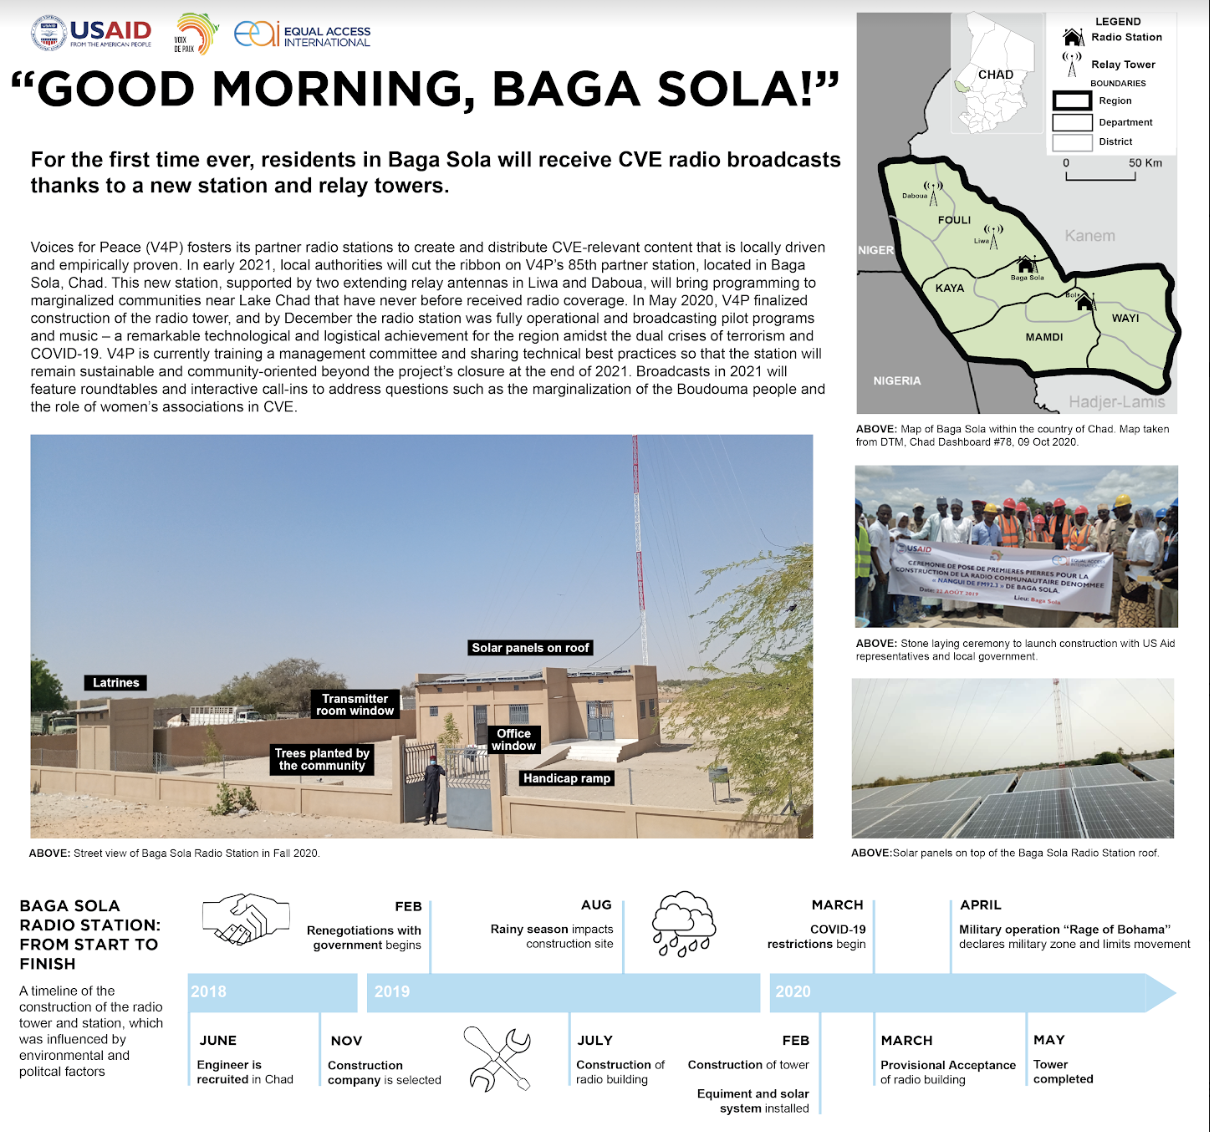 USAID
FROM THE AMERICAN PEOPLE
VOIX
DE PAIX
eai
EQUAL ACCESS
INTERNATIONAL
“GOOD MORNING, BAGA SOLA!”
For the first time ever, residents in Baga Sola will receive CVE radio broadcasts
thanks to a new station and relay towers.
Voices for Peace (V4P) fosters its partner radio stations to create and distribute CVE-relevant content that is locally driven
and empirically proven. In early 2021, local authorities will cut the ribbon on V4P’s 85th partner station, located in Baga
Sola, Chad. This new station, supported by two extending relay antennas in Liwa and Daboua, will bring programming to
marginalized communities near Lake Chad that have never before received radio coverage. In May 2020, V4P finalized
construction of the radio tower, and by December the radio station was fully operational and broadcasting pilot programs
and music – a remarkable technological and logistical achievement for the region amidst the dual crises of terrorism and
COVID-19. V4P is currently training a management committee and sharing technical best practices so that the station will
remain sustainable and community-oriented beyond the project’s closure at the end of 2021. Broadcasts in 2021 will
feature roundtables and interactive call-ins to address questions such as the marginalization of the Boudouma people and
the role of women’s associations in CVE.
LEGEND
Radio Station
Relay Tower
BOUNDARIES
Region
Department
District
0 50 Km
CHAD
Daboua
FOULI
Liwa
Kanem
NIGER
Baga Sola
KAYA
Bol
WAYI
MAMDI
NIGERIA
Hadjer-Lamis
ABOVE: Map of Baga Sola within the country of Chad. Map taken
from DTM, Chad Dashboard #78, 09 Oct 2020.
USAID
EQUAL ACCESS
INTERNATIONAL
CEREMONIE DE POSE DE PREMIERES PIERRES POUR LA
CONSTRUCTION DE LA RADIO COMMUNAUTAIRE DENOMMEE
« NANGUI DE FM92.3 » DE BAGA SOLA.
Date: 22 AOÛT 2019 Lieu: Baga Sola
ABOVE: Stone laying ceremony to launch construction with US Aid
representatives and local government.
Solar panels on roof
Latrines
Transmitter
room window
Office
window
Trees planted by
the community
Handicap ramp
ABOVE: Street view of Baga Sola Radio Station in Fall 2020.
ABOVE:Solar panels on top of the Baga Sola Radio Station roof.
BAGA SOLA
RADIO STATION:
FROM START TO
FINISH
A timeline of the
construction of the radio
tower and station, which
was influenced by
environmental and
politcal factors
FEB
Renegotiations with
government begins
AUG
Rainy season impacts
construction site
MARCH
COVID-19
restrictions begin
APRIL
Military operation “Rage of Bohama”
declares military zone and limits movement
2018
2019
2020
JUNE
Engineer is
recruited in Chad
NOV
Construction
company is selected
JULY
Construction of
radio building
FEB
Construction of tower
Equiment and solar
system installed
MARCH
Provisional Acceptance
of radio building
MAY
Tower
completed